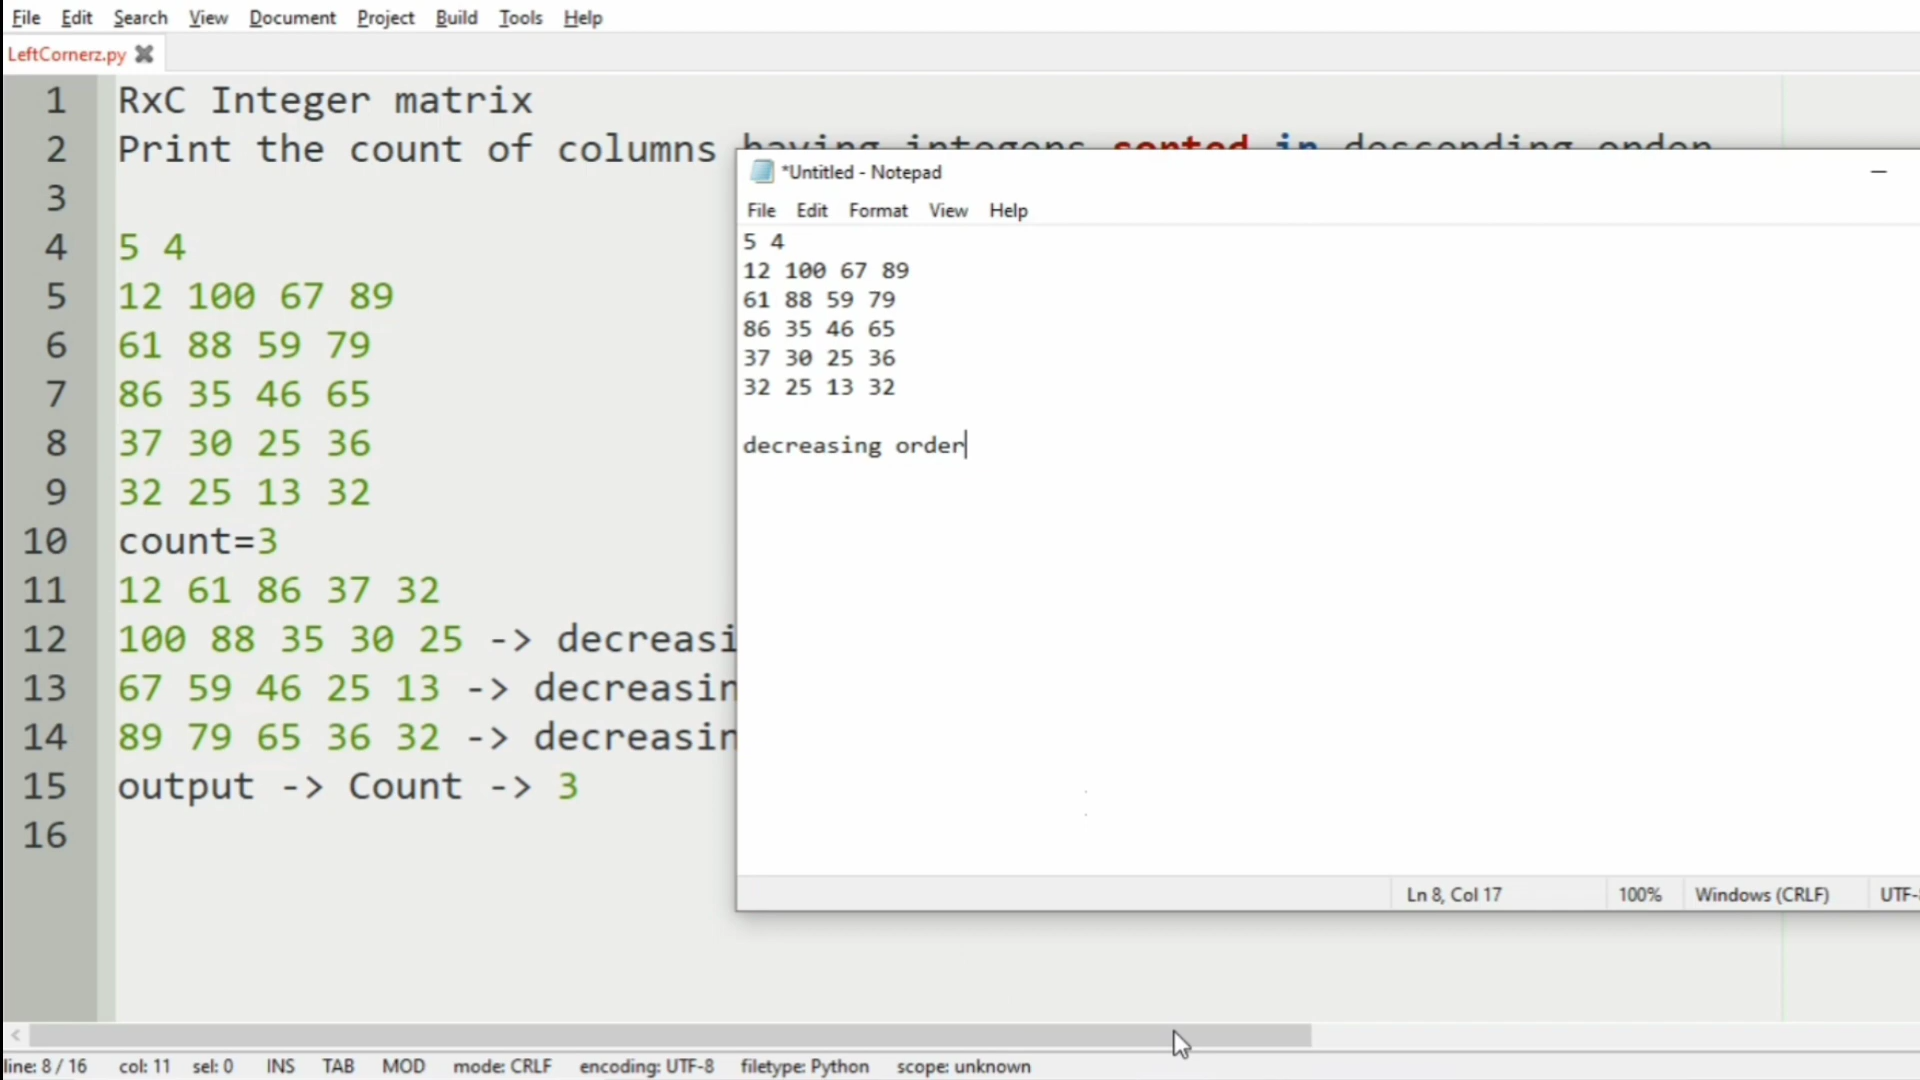 File Edit Search View Document Project Build Tools Help
LeftCornerz.py
1 RxC Integer matrix
2 Print the count of columns having integers sorted in descending order
3
4 5 4
5 12 100 67 89
6 61 88 59 79
7 86 35 46 65
8 37 30 25 36
9 32 25 13 32
10 count=3
11 12 61 86 37 32
12 100 88 35 30 25 -> decreasi
13 67 59 46 25 13 -> decreasin
14 89 79 65 36 32 -> decreasin
15 output -> Count -> 3
16
*Untitled - Notepad
File Edit Format View Help
5 4
12 100 67 89
61 88 59 79
86 35 46 65
37 30 25 36
32 25 13 32
decreasing order
Ln 8, Col 17 100% Windows (CRLF) UTF-
line: 8 / 16 col: 11 sel: 0 INS TAB MOD mode: CRLF encoding: UTF-8 filetype: Python scope: unknown